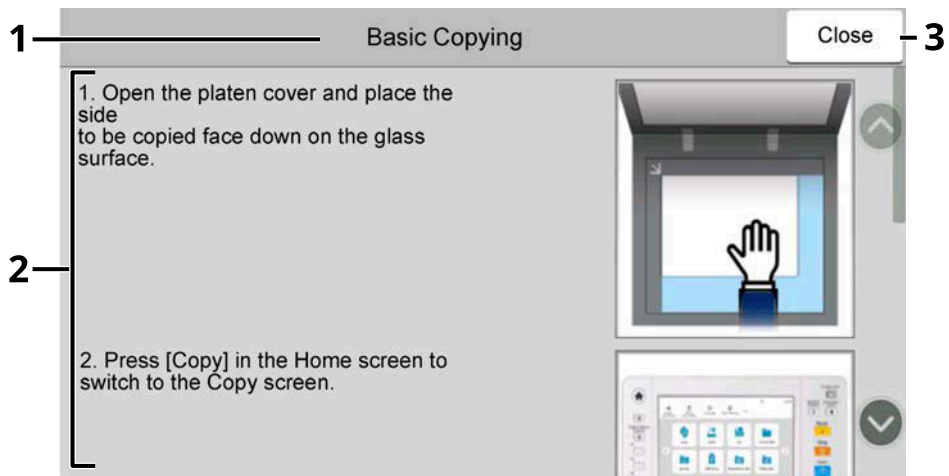 1
Basic Copying
Close
3
1. Open the platen cover and place the
side
to be copied face down on the glass
surface.
2
2. Press [Copy] in the Home screen to
switch to the Copy screen.